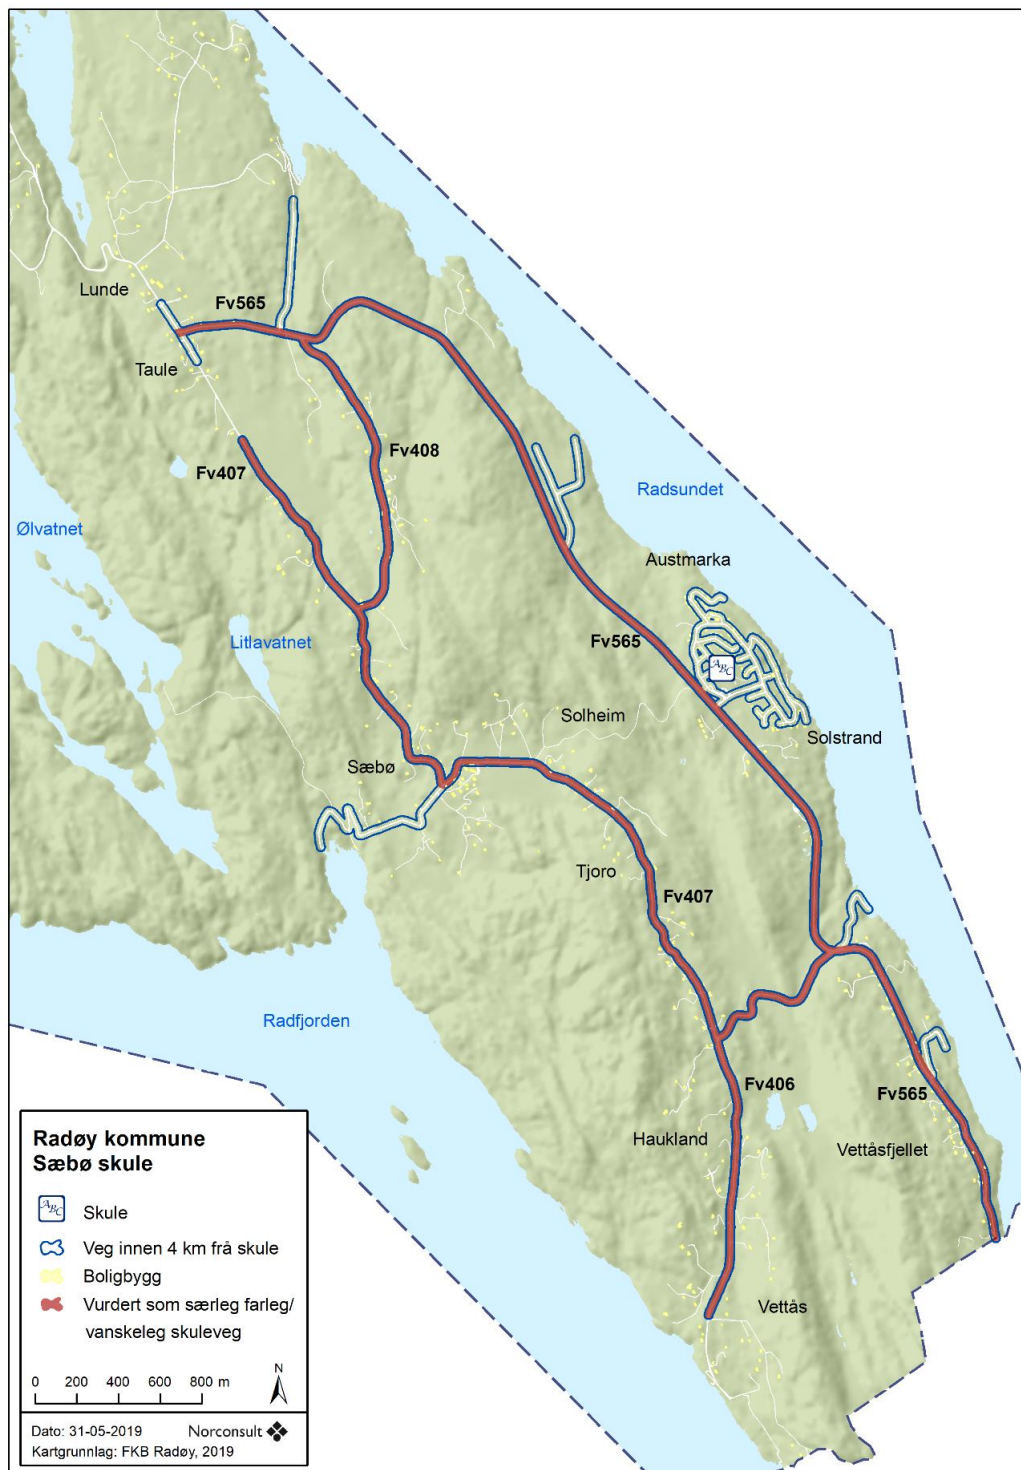 Lunde
Fv565
Taule
Fv408
Fv407
Radsundet
Ølvatnet
Austmarka
Litlavatnet
Fv565
ABC
Solheim
Solstrand
Sæbø
Tjoro
Fv407
Radfjorden
Fv406
Fv565
Haukland
Vettåsfjellet
Vettås
Radøy kommune
Sæbø skule
ABC
Skule
Veg innen 4 km frå skule
Boligbygg
Vurdert som særleg farleg/
vanskeleg skuleveg
N
0 200 400 600 800 m
Dato: 31-05-2019 Norconsult
Kartgrunnlag: FKB Radøy, 2019